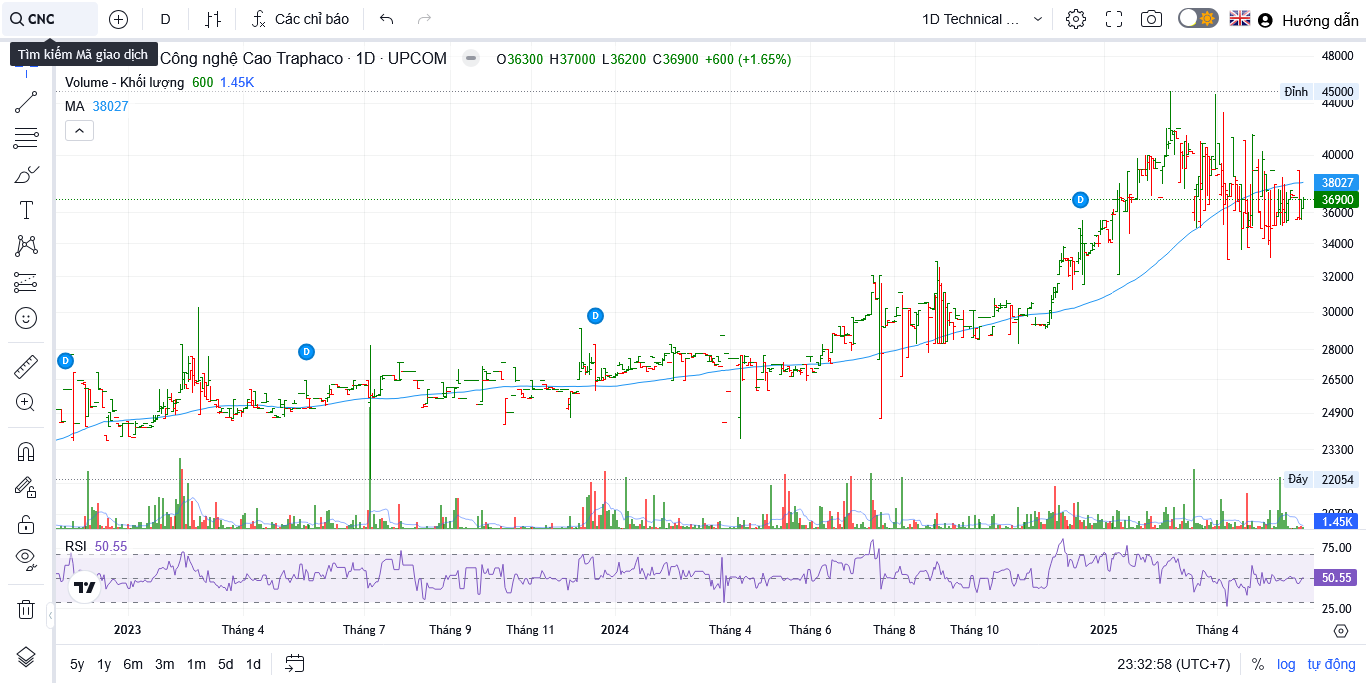 CNC D Các chỉ báo 1D Technical ... Hướng dẫn
Tìm kiếm Mã giao dịch
Công nghệ Cao Traphaco · 1D · UPCOM O36300 H37000 L36200 C36900 +600 (+1.65%)
Volume - Khối lượng 600 1.45K
MA 38027
48000
Đỉnh 45000
44000
40000
38027
36900
36000
34000
32000
30000
28000
26500
24900
23300
Đáy 22054
20700
1.45K
D
D
D
D
RSI 50.55
75.00
50.55
25.00
2023 Tháng 4 Tháng 7 Tháng 9 Tháng 11 2024 Tháng 4 Tháng 6 Tháng 8 Tháng 10 2025 Tháng 4
5y 1y 6m 3m 1m 5d 1d 23:32:58 (UTC+7) % log tự động